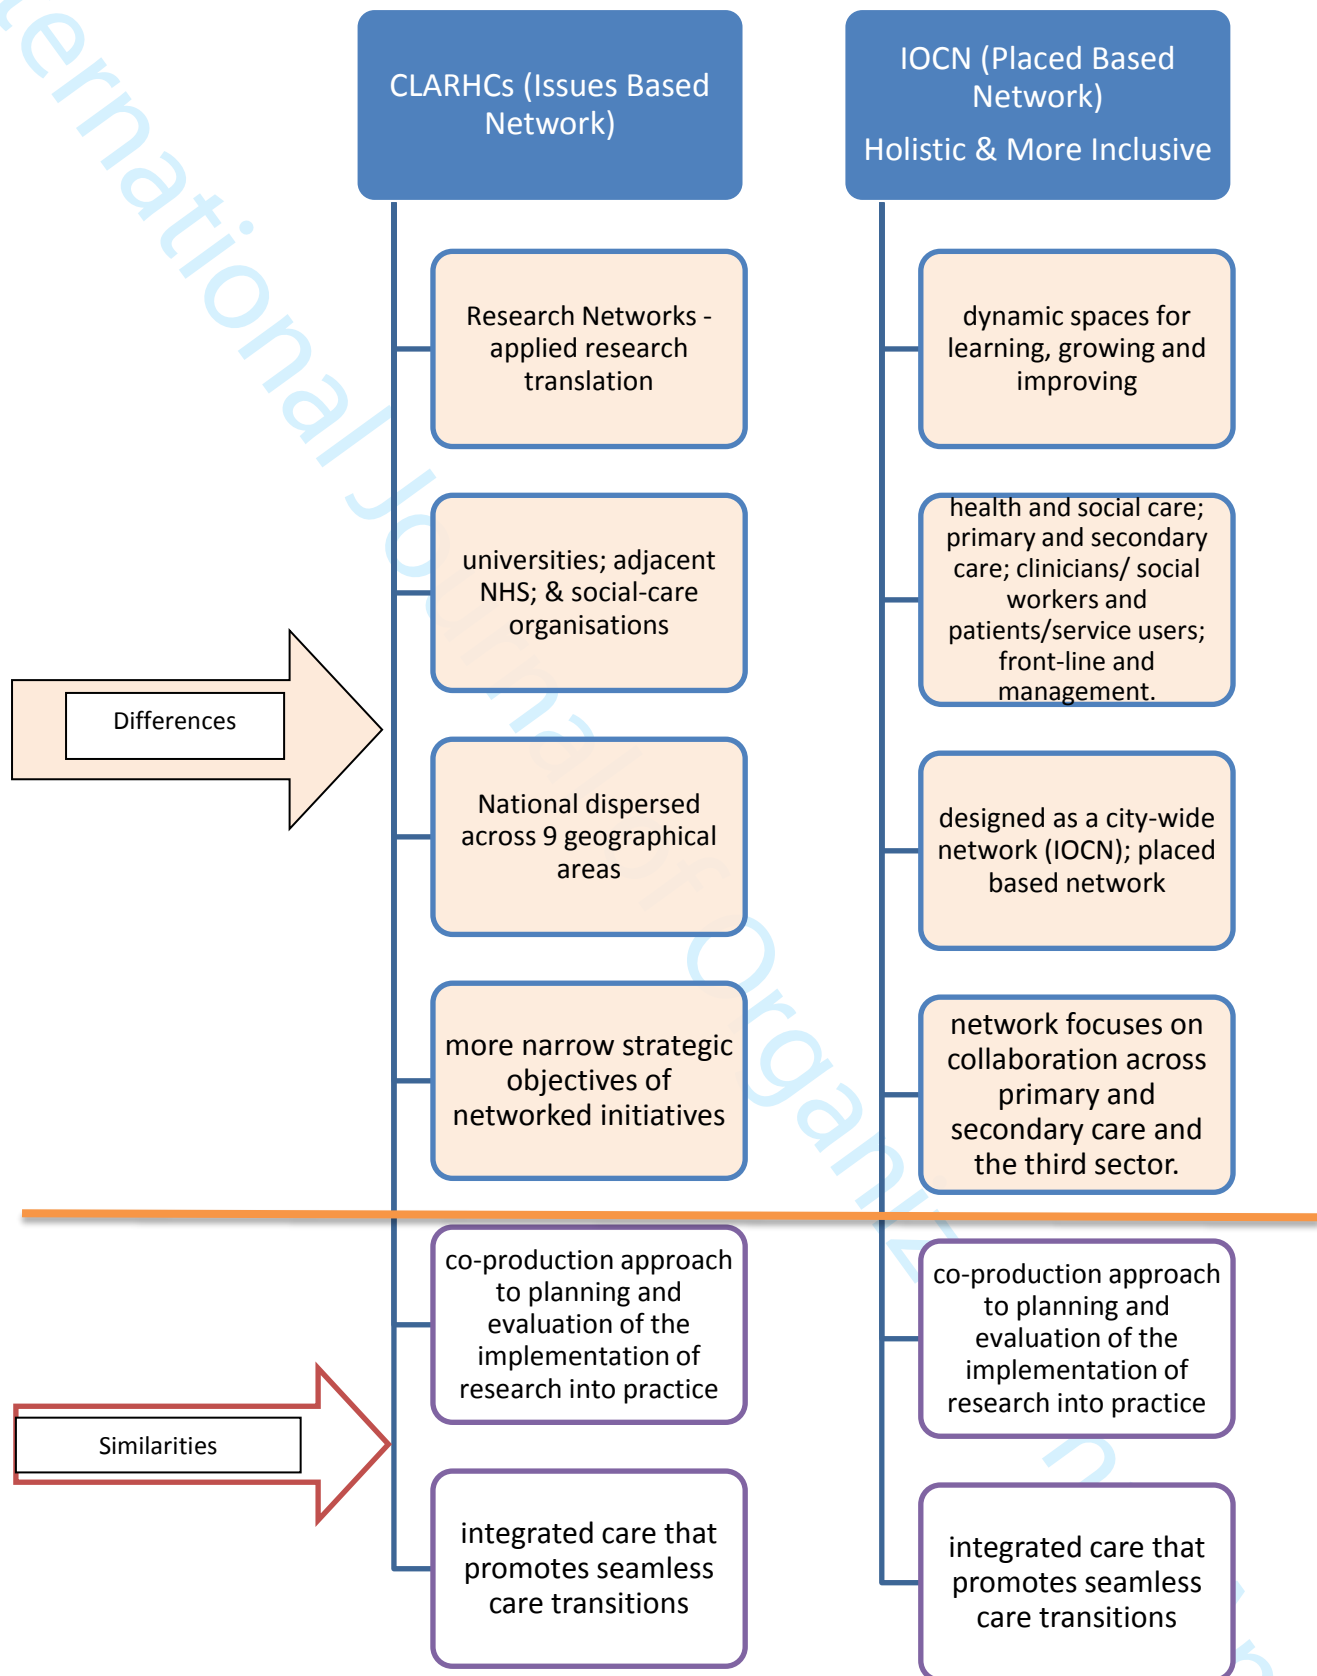 CLARHCs (Issues Based
Network)
IOCN (Placed Based
Network)
Holistic & More Inclusive
Differences
Research Networks -
applied research
translation
dynamic spaces for
learning, growing and
improving
universities; adjacent
NHS; & social-care
organisations
health and social care;
primary and secondary
care; clinicians/ social
workers and
patients/service users;
front-line and
management.
National dispersed
across 9 geographical
areas
designed as a city-wide
network (IOCN); placed
based network
more narrow strategic
objectives of
networked initiatives
network focuses on
collaboration across
primary and
secondary care and
the third sector.
Similarities
co-production approach
to planning and
evaluation of the
implementation of
research into practice
co-production approach
to planning and
evaluation of the
implementation of
research into practice
integrated care that
promotes seamless
care transitions
integrated care that
promotes seamless
care transitions
Journal of